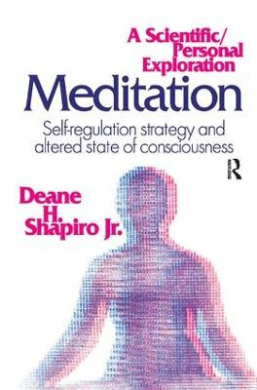 A Scientific/
Personal
Exploration
Meditation
Self-regulation strategy and
altered state of consciousness
Deane
H.
Shapiro Jr.
R